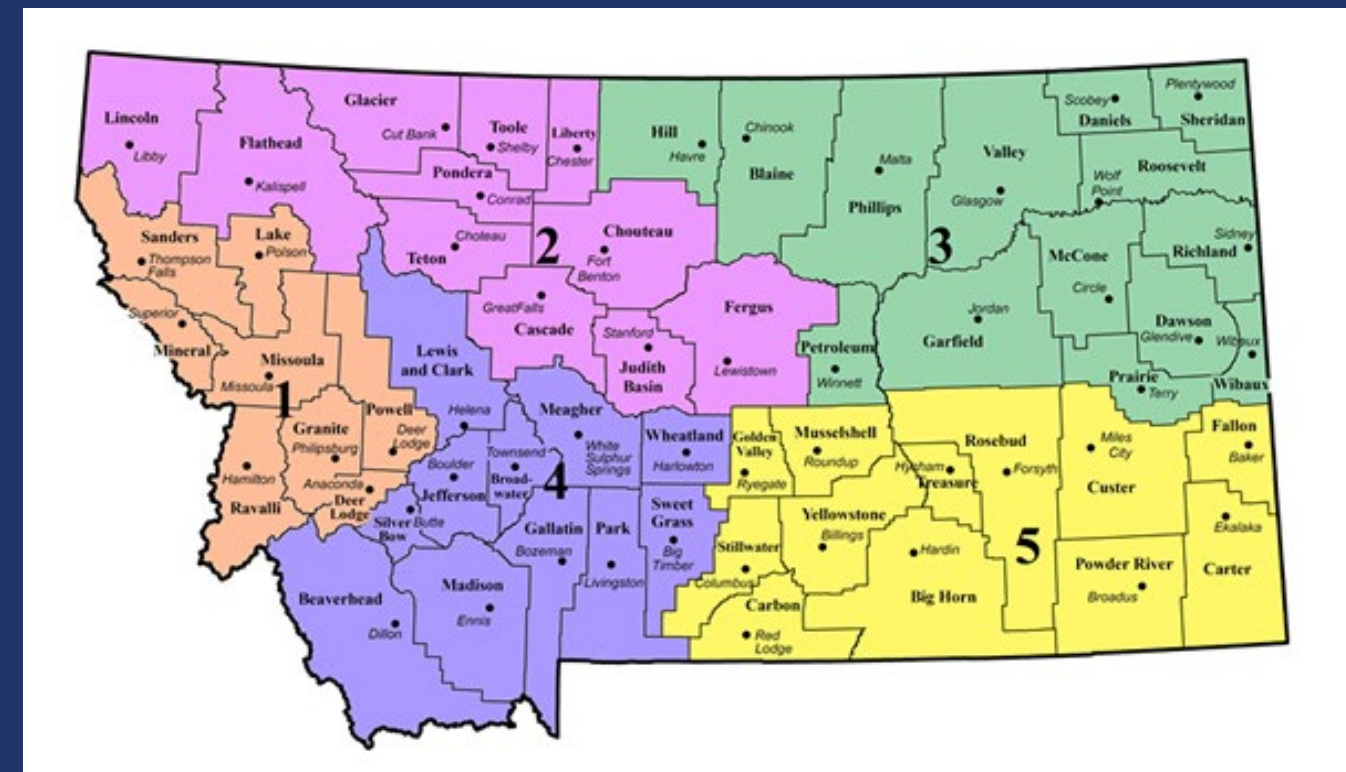 Lincoln
Libby
Flathead
Kalispell
Glacier
Cut Bank
Toole
Shelby
Liberty
Chester
Pondera
Conrad
Teton
Choteau
2
Chouteau
Fort
Benton
GreatFalls
Cascade
Stanford
Judith
Basin
Fergus
Lewistown
Hill
Havre
Chinook
Blaine
Malta
Phillips
Valley
Glasgow
Scobey
Daniels
Plentywood
Sheridan
Roosevelt
Wolf
Point
3
McCone
Circle
Sidney
Richland
Jordan
Garfield
Dawson
Glendive
Wibaux
Wibaux
Prairie
Terry
Petroleum
Winnett
Sanders
Thompson
Falls
Lake
Polson
Superior
Mineral
Missoula
Missoula
1
Powell
Deer
Lodge
Granite
Philipsburg
Anaconda
Deer
Lodge
Hamilton
Ravalli
Lewis
and Clark
Helena
Meagher
White
Sulphur
Springs
Wheatland
Harlowton
Townsend
Broad-
water
4
Boulder
Jefferson
Silver
Bow
Butte
Gallatin
Bozeman
Park
Livingston
Sweet
Grass
Big
Timber
Madison
Ennis
Beaverhead
Dillon
Golden
Valley
Ryegate
Musselshell
Roundup
Hysham
Treasure
Rosebud
Forsyth
Miles
City
Custer
Fallon
Baker
Yellowstone
Billings
Stillwater
Columbus
Carbon
Red
Lodge
Hardin
Big Horn
5
Powder River
Broadus
Ekalaka
Carter